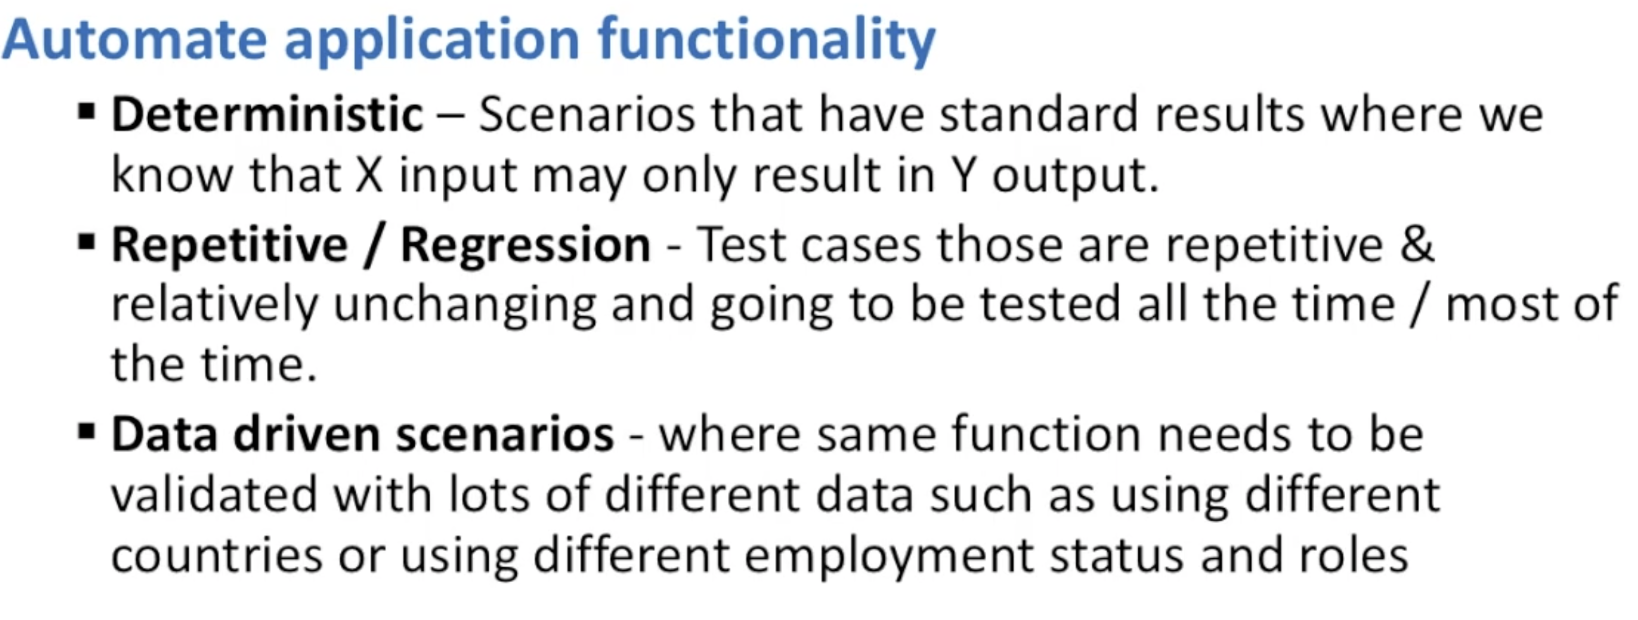 Automate application functionality
▪ Deterministic – Scenarios that have standard results where we
know that X input may only result in Y output.
▪ Repetitive / Regression - Test cases those are repetitive &
relatively unchanging and going to be tested all the time / most of
the time.
▪ Data driven scenarios - where same function needs to be
validated with lots of different data such as using different
countries or using different employment status and roles